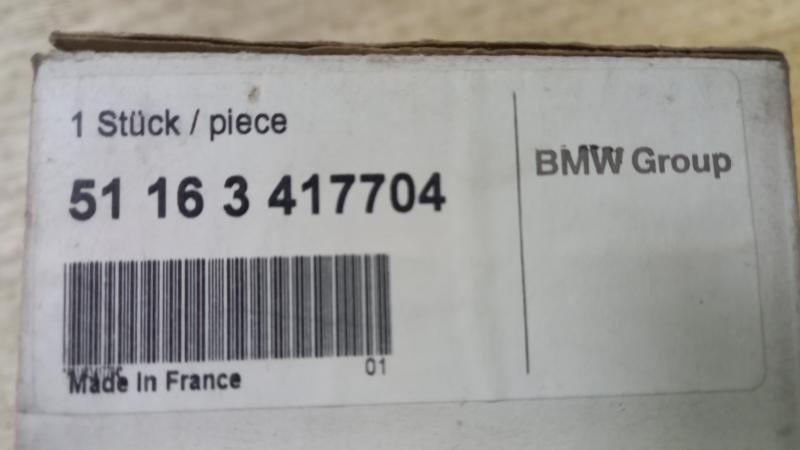 1 Stück / piece
51 16 3 417704
BMW Group
01
Made In France